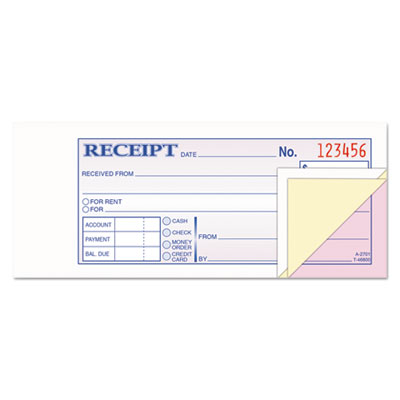 RECEIPT DATE No. 123456
$
RECEIVED FROM
FOR RENT
FOR
ACCOUNT
PAYMENT
BAL. DUE
CASH
CHECK
MONEY
ORDER
CREDIT
CARD
FROM
BY
A-2701
T-46800